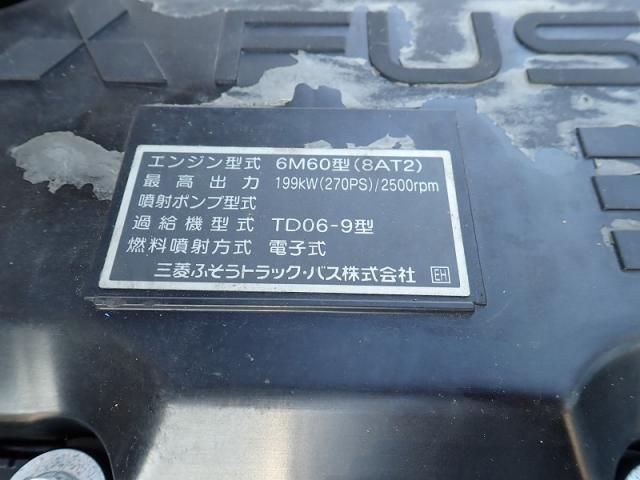 FUS
エンジン型式 6M60型(8AT2)
最高出力 199kW(270PS)/2500rpm
噴射ポンプ型式
過給機型式 TD06-9型
燃料噴射方式 電子式
三菱ふそうトラック・バス株式会社 EH